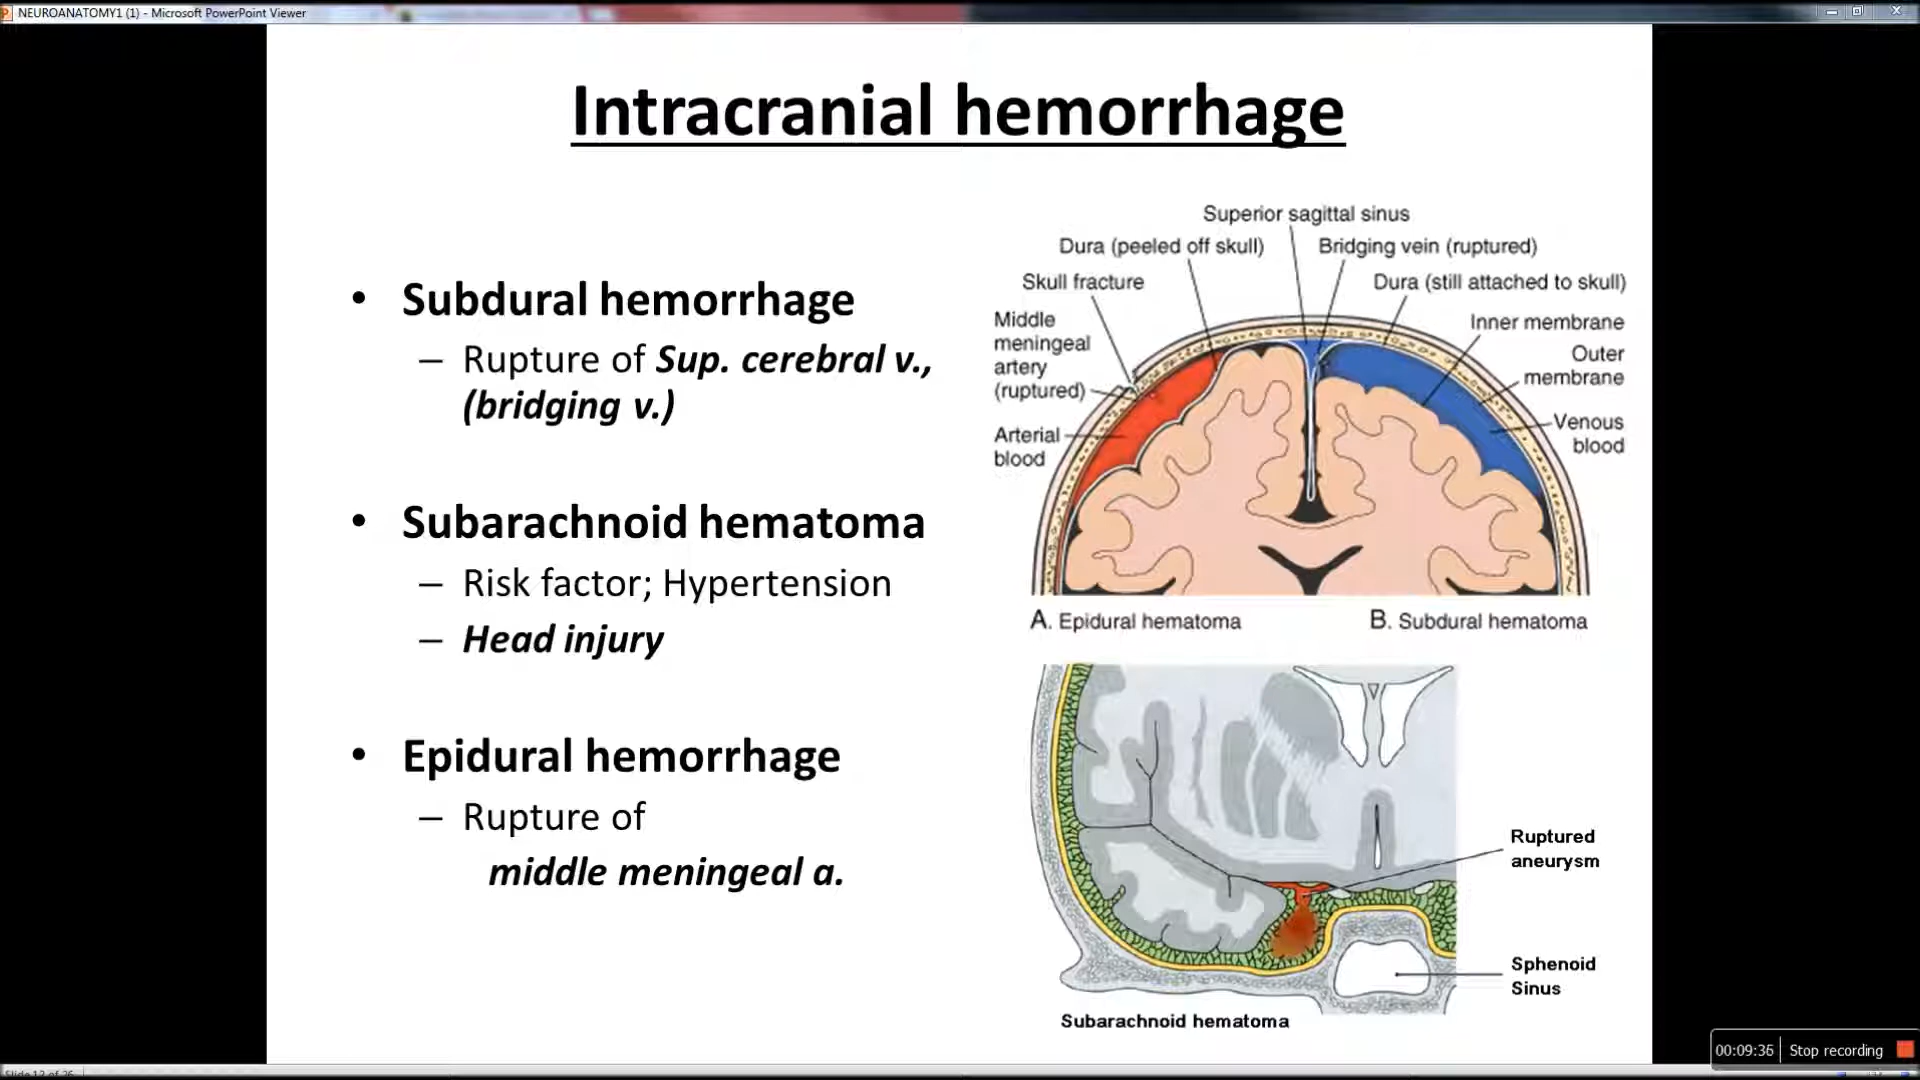 NEUROANATOMY1 (1) - Microsoft PowerPoint Viewer
Intracranial hemorrhage
• Subdural hemorrhage
– Rupture of Sup. cerebral v.,
(bridging v.)
• Subarachnoid hematoma
– Risk factor; Hypertension
– Head injury
• Epidural hemorrhage
– Rupture of
middle meningeal a.
Superior sagittal sinus
Dura (peeled off skull)
Bridging vein (ruptured)
Skull fracture
Dura (still attached to skull)
Middle
meningeal
artery
(ruptured)
Inner membrane
Outer
membrane
Arterial
blood
Venous
blood
A. Epidural hematoma
B. Subdural hematoma
Ruptured
aneurysm
Sphenoid
Sinus
Subarachnoid hematoma
00:09:36
Stop recording